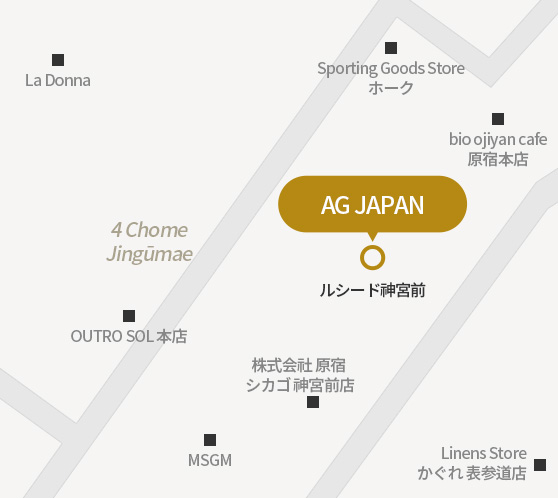 La Donna
Sporting Goods Store
ホーク
bio ojiyan cafe
原宿本店
AG JAPAN
4 Chome
Jingūmae
ルシード神宮前
OUTRO SOL 本店
株式会社 原宿
シカゴ 神宮前店
MSGM
Linens Store
かぐれ 表参道店